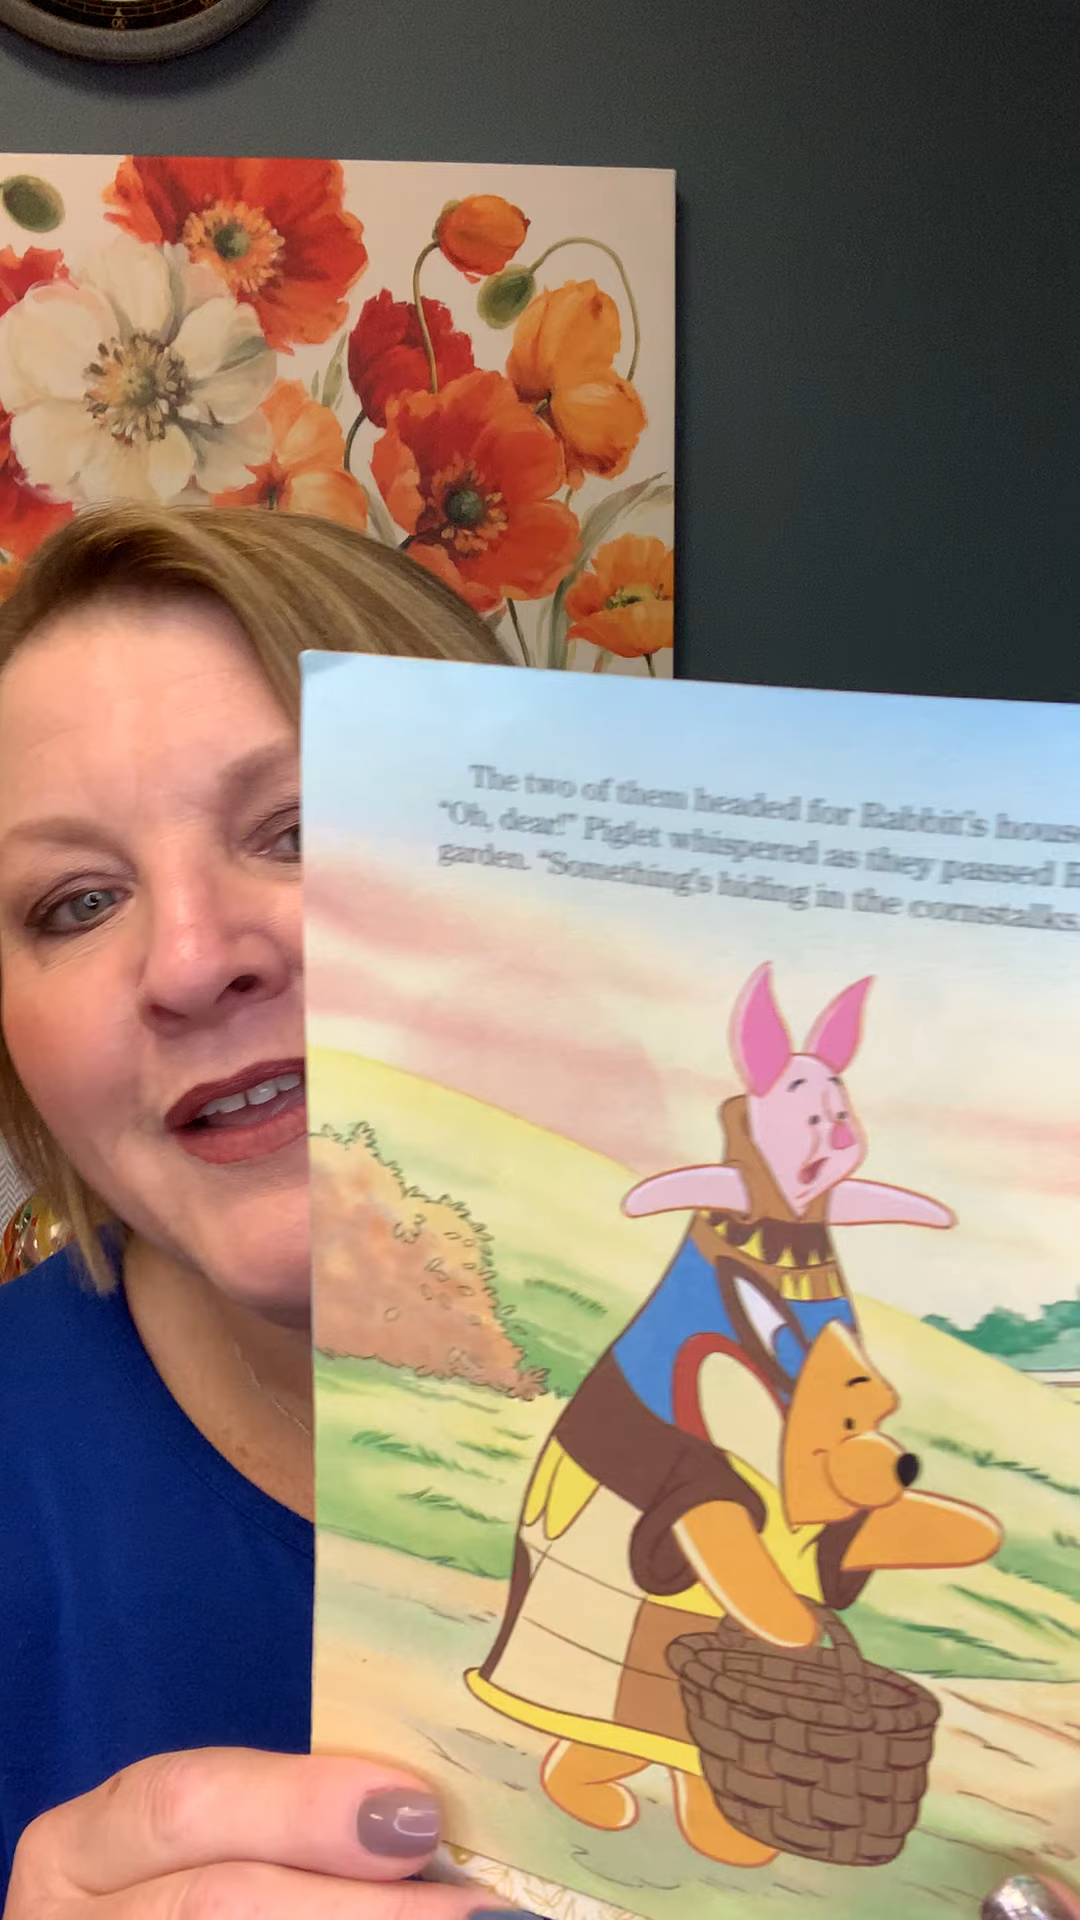 The two of them headed for Rabbit's house
"Oh, dear!" Piglet whispered as they passed
garden. "Something's hiding in the cornstalks